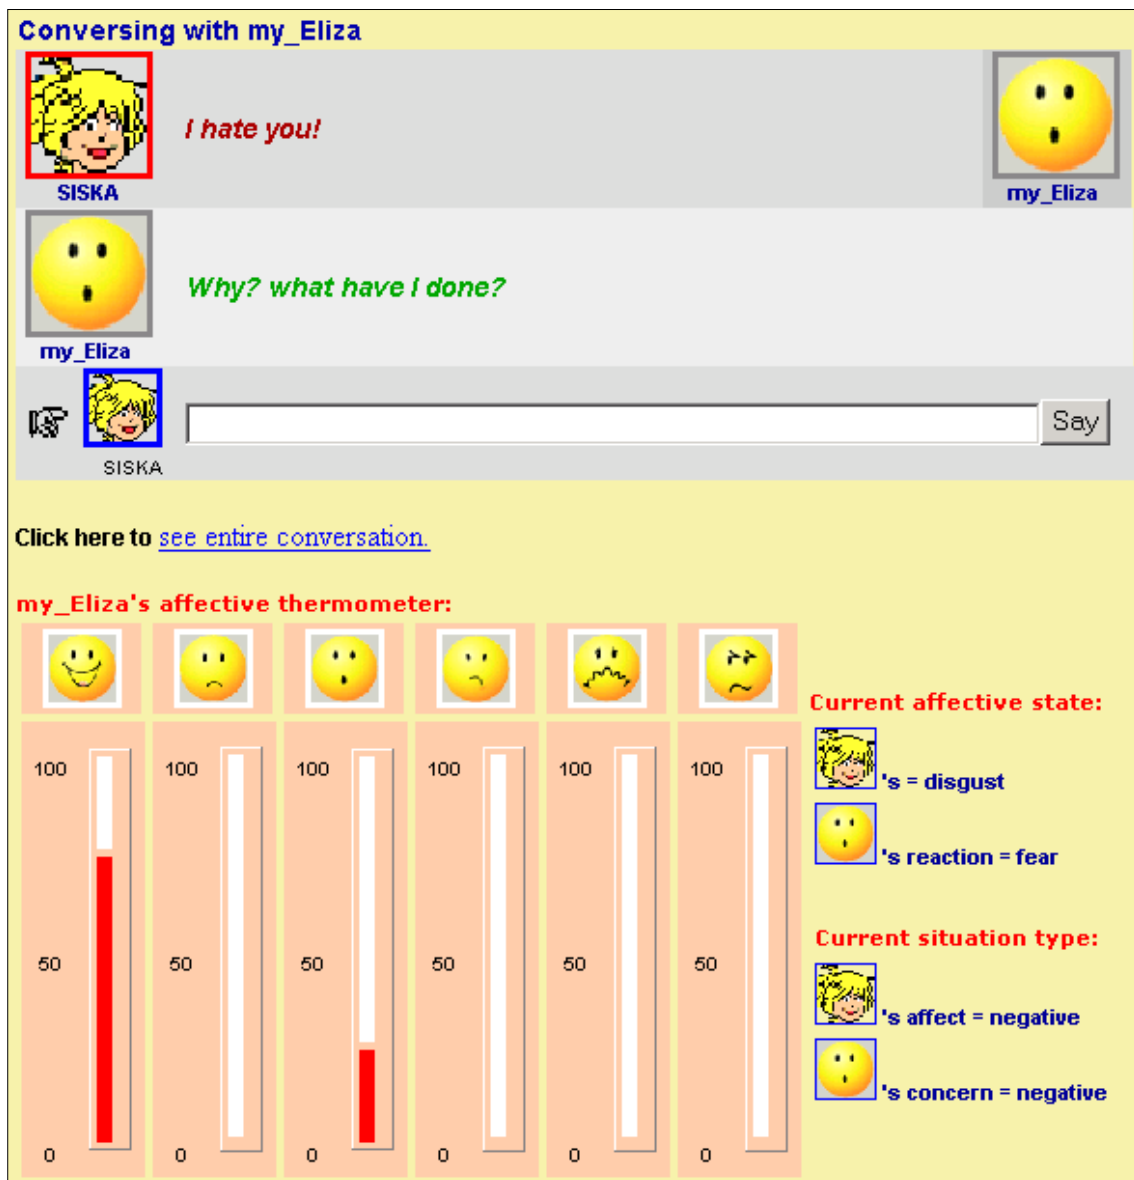 Conversing with my_Eliza
I hate you!
SISKA
my_Eliza
Why? what have I done?
my_Eliza
Say
SISKA
Click here to see entire conversation.
my_Eliza's affective thermometer:
Current affective state:
100 100 100 100 100 100
's = disgust
's reaction = fear
Current situation type:
50 50 50 50 50 50
's affect = negative
's concern = negative
0 0 0 0 0 0